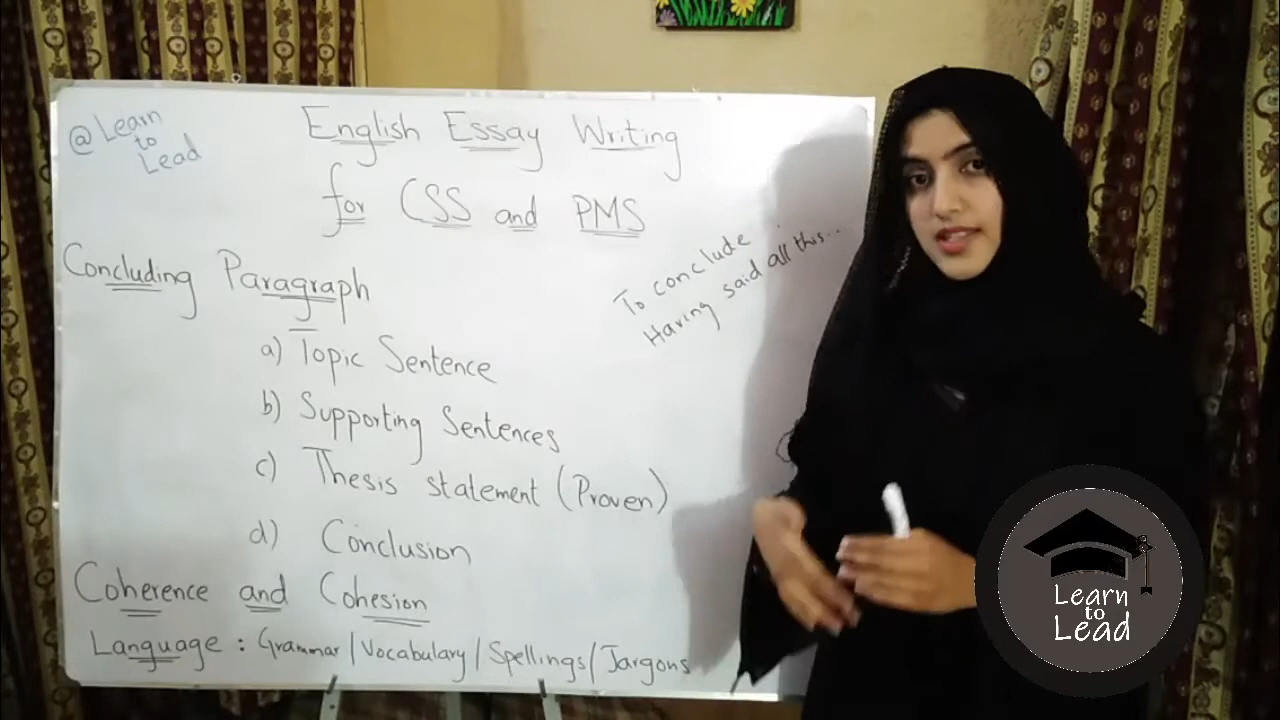 @ Learn
to
Lead
English Essay Writing
for CSS and PMS
To conclude
Having said all this...
Concluding Paragraph
a) Topic Sentence
b) Supporting Sentences
c) Thesis statement (Proven)
d) Conclusion
Coherence and Cohesion
Language : Grammar/Vocabulary/Spellings/Jargons
Learn
to
Lead